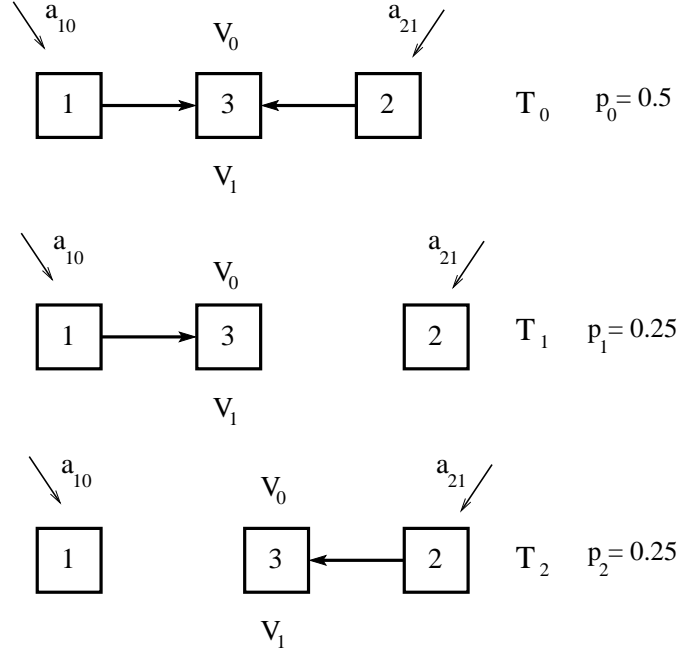 a₁₀ V₀ a₂₁
1 3 2 T₀ p₀ = 0.5
V₁
a₁₀ V₀ a₂₁
1 3 2 T₁ p₁ = 0.25
V₁
a₁₀ V₀ a₂₁
1 3 2 T₂ p₂ = 0.25
V₁